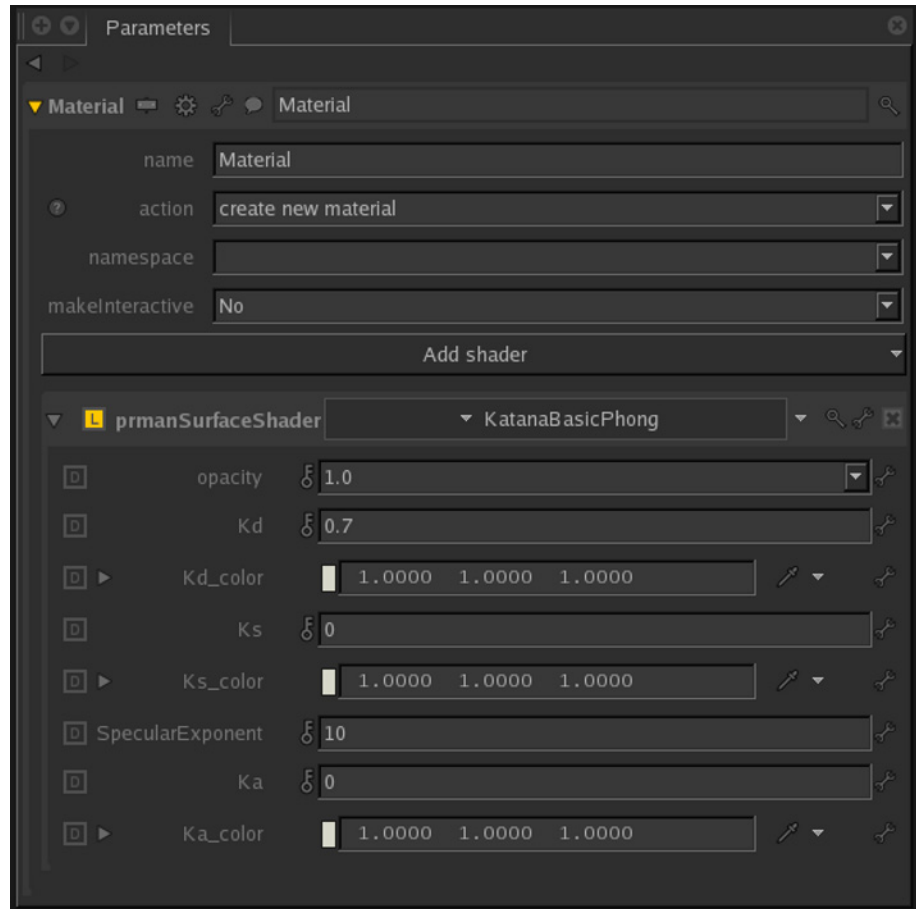 Parameters
Material Material
name Material
? action create new material
namespace
makeInteractive No
Add shader
L prmanSurfaceShader KatanaBasicPhong
D opacity 1.0
D Kd 0.7
D Kd_color 1.0000 1.0000 1.0000
D Ks 0
D Ks_color 1.0000 1.0000 1.0000
D SpecularExponent 10
D Ka 0
D Ka_color 1.0000 1.0000 1.0000